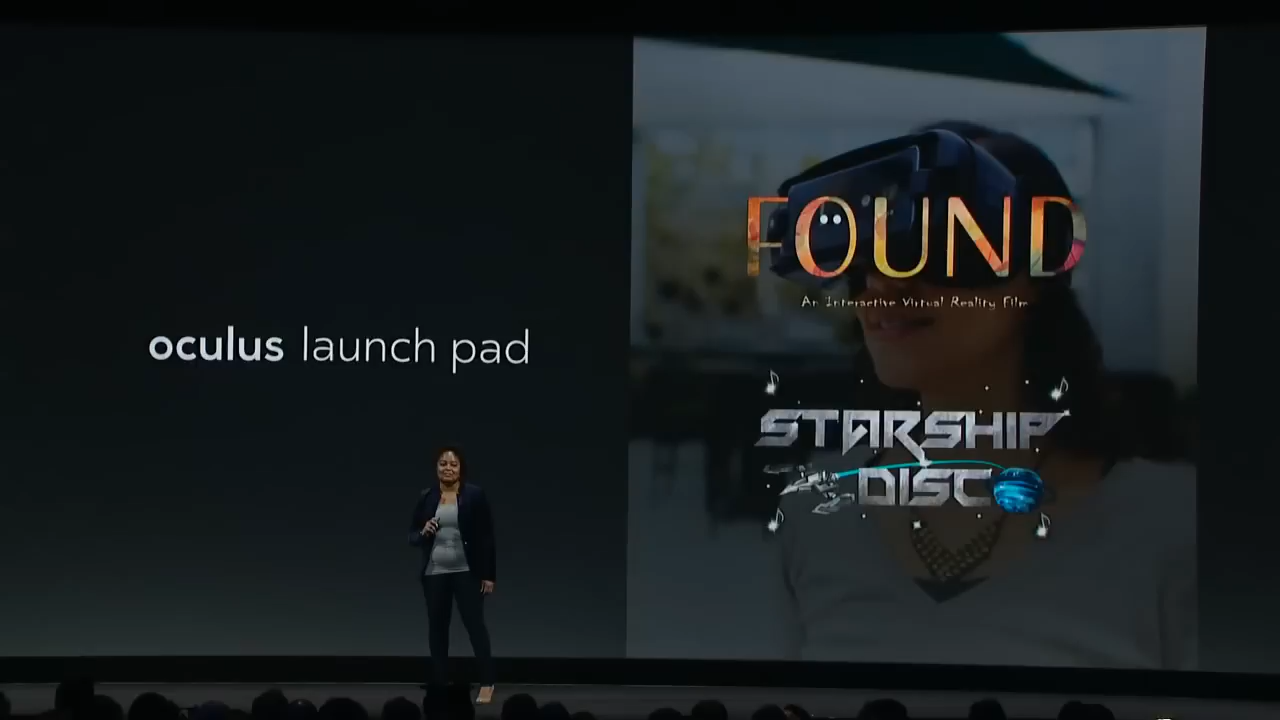 oculus launch pad
FOUND
An Interactive Virtual Reality Film
STARSHIP
DISCO